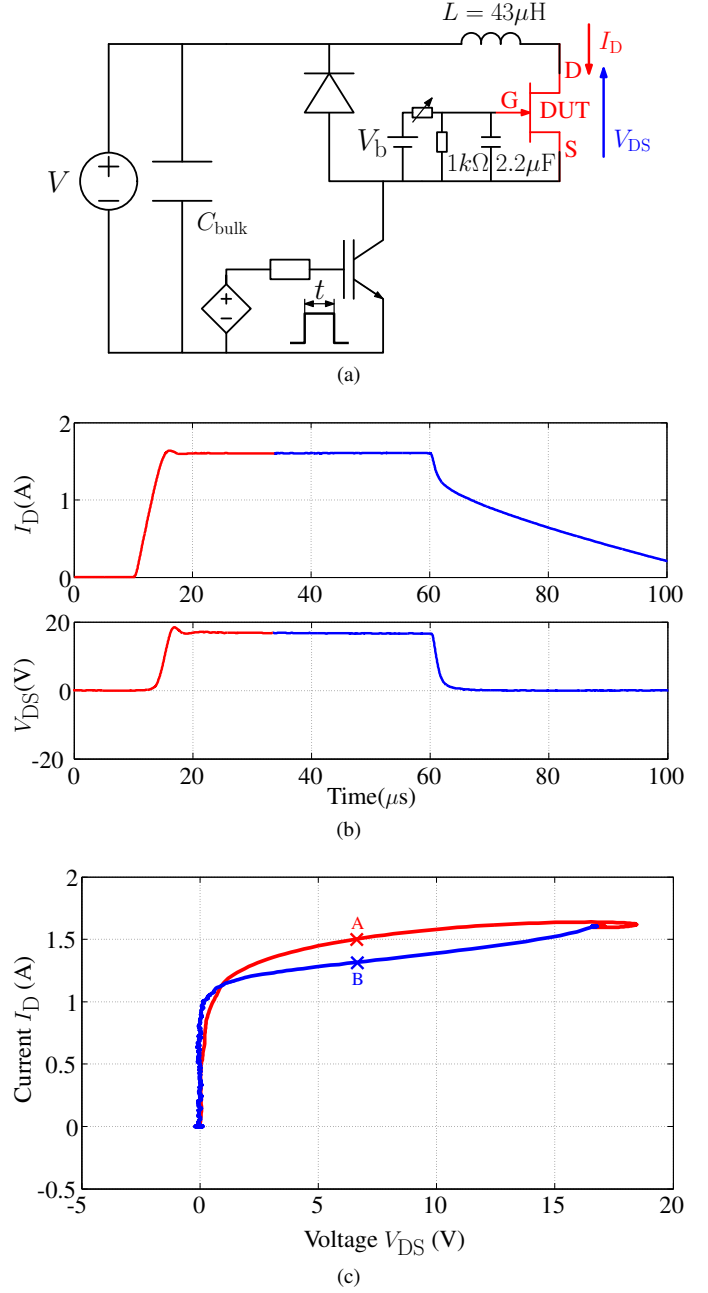 L = 43μH
I_D
D
G
DUT
V_b
V_DS
1kΩ
2.2μF
S
V
C_bulk
t
(a)
2
1
0
I_D(A)
0 20 40 60 80 100
20
0
-20
V_DS(V)
0 20 40 60 80 100
Time(μs)
(b)
2
1.5
1
0.5
0
-0.5
Current I_D (A)
A
B
-5 0 5 10 15 20
Voltage V_DS (V)
(c)